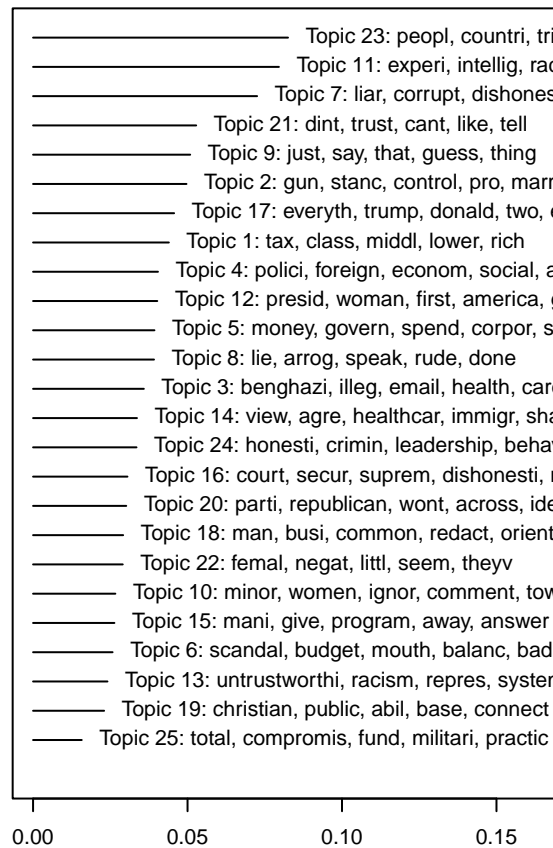 Topic 23: peopl, countri, tri
Topic 11: experi, intellig, rac
Topic 7: liar, corrupt, dishones
Topic 21: dint, trust, cant, like, tell
Topic 9: just, say, that, guess, thing
Topic 2: gun, stanc, control, pro, marr
Topic 17: everyth, trump, donald, two, e
Topic 1: tax, class, middl, lower, rich
Topic 4: polici, foreign, econom, social, a
Topic 12: presid, woman, first, america, g
Topic 5: money, govern, spend, corpor, s
Topic 8: lie, arrog, speak, rude, done
Topic 3: benghazi, illeg, email, health, care
Topic 14: view, agre, healthcar, immigr, sha
Topic 24: honesti, crimin, leadership, behav
Topic 16: court, secur, suprem, dishonesti, r
Topic 20: parti, republican, wont, across, ide
Topic 18: man, busi, common, redact, orient
Topic 22: femal, negat, littl, seem, theyv
Topic 10: minor, women, ignor, comment, tow
Topic 15: mani, give, program, away, answer
Topic 6: scandal, budget, mouth, balanc, bad
Topic 13: untrustworthi, racism, repres, system
Topic 19: christian, public, abil, base, connect
Topic 25: total, compromis, fund, militari, practic
0.00 0.05 0.10 0.15